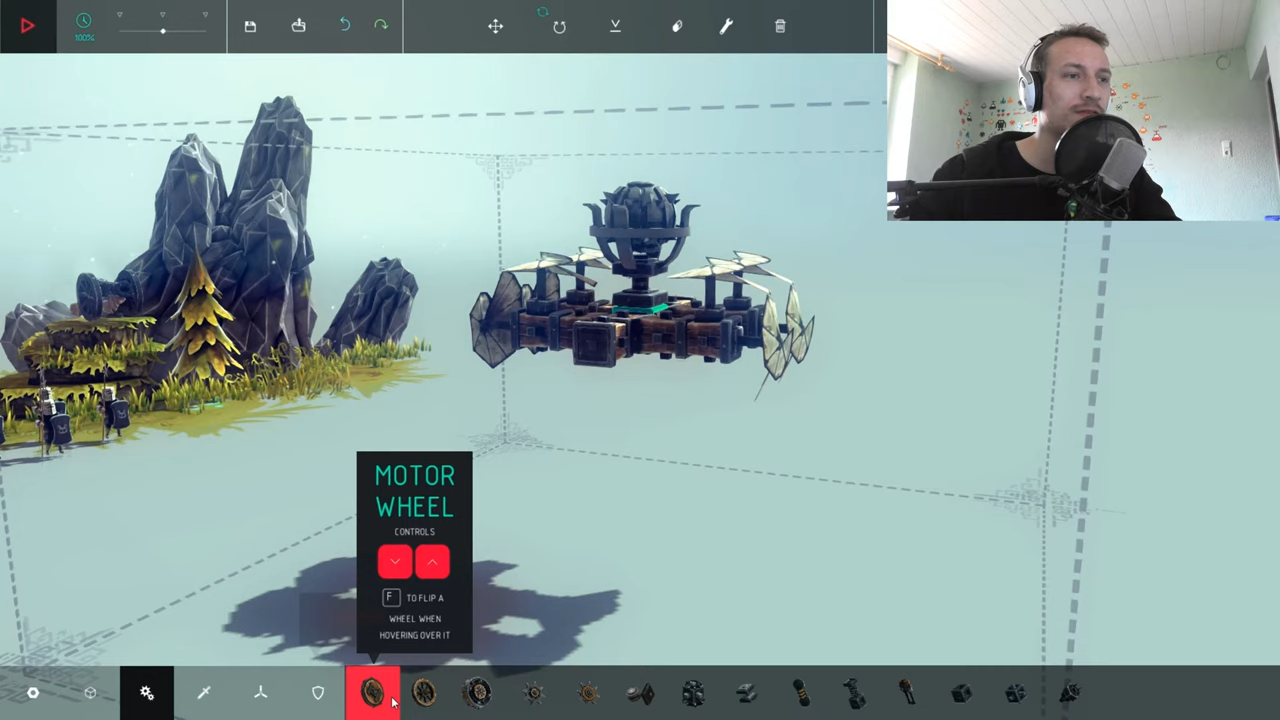 100%
MOTOR
WHEEL
CONTROLS
F TO FLIP A
WHEEL WHEN
HOVERING OVER IT